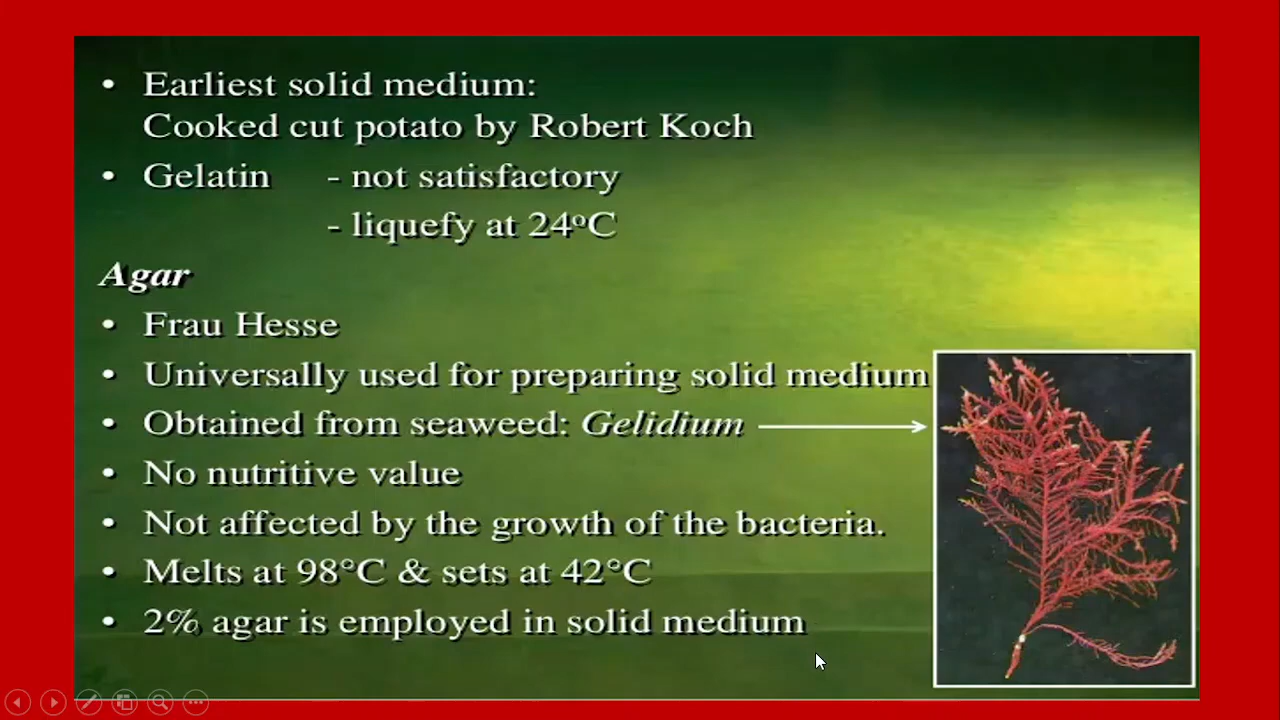 • Earliest solid medium:
Cooked cut potato by Robert Koch
• Gelatin - not satisfactory
- liquefy at 24°C
Agar
• Frau Hesse
• Universally used for preparing solid medium
• Obtained from seaweed: Gelidium
• No nutritive value
• Not affected by the growth of the bacteria.
• Melts at 98°C & sets at 42°C
• 2% agar is employed in solid medium